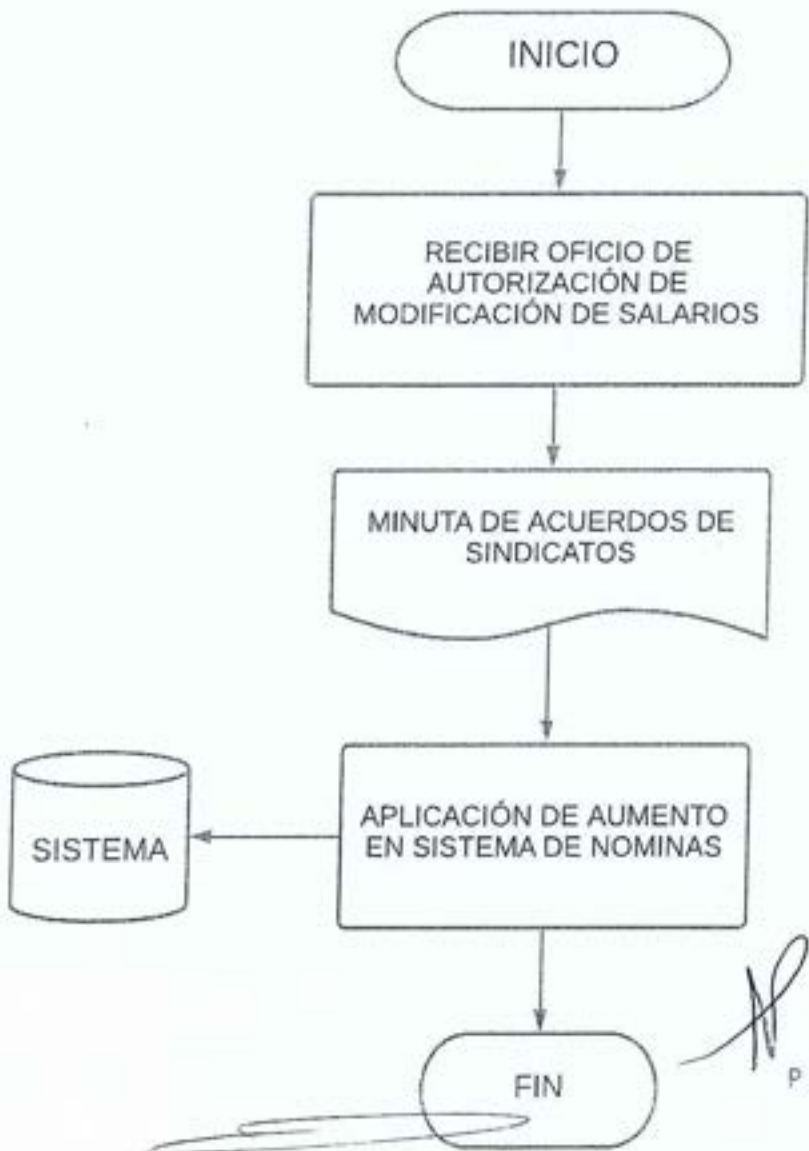 INICIO
RECIBIR OFICIO DE
AUTORIZACIÓN DE
MODIFICACIÓN DE SALARIOS
MINUTA DE ACUERDOS DE
SINDICATOS
APLICACIÓN DE AUMENTO
EN SISTEMA DE NOMINAS
SISTEMA
FIN
P